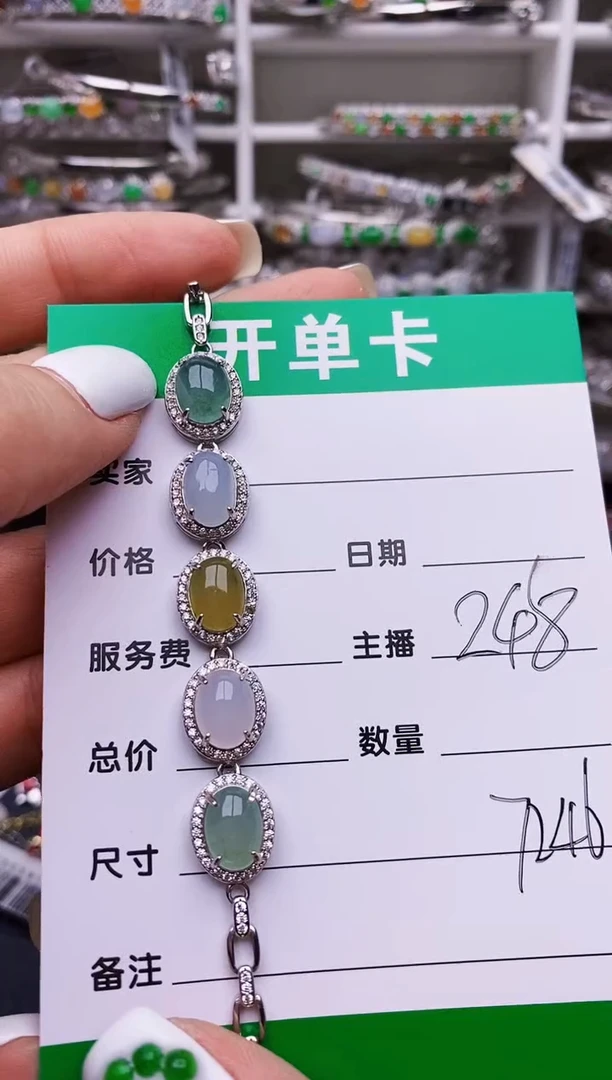 开单卡
买家
价格 日期
服务费 主播 248
总价 数量
尺寸
备注